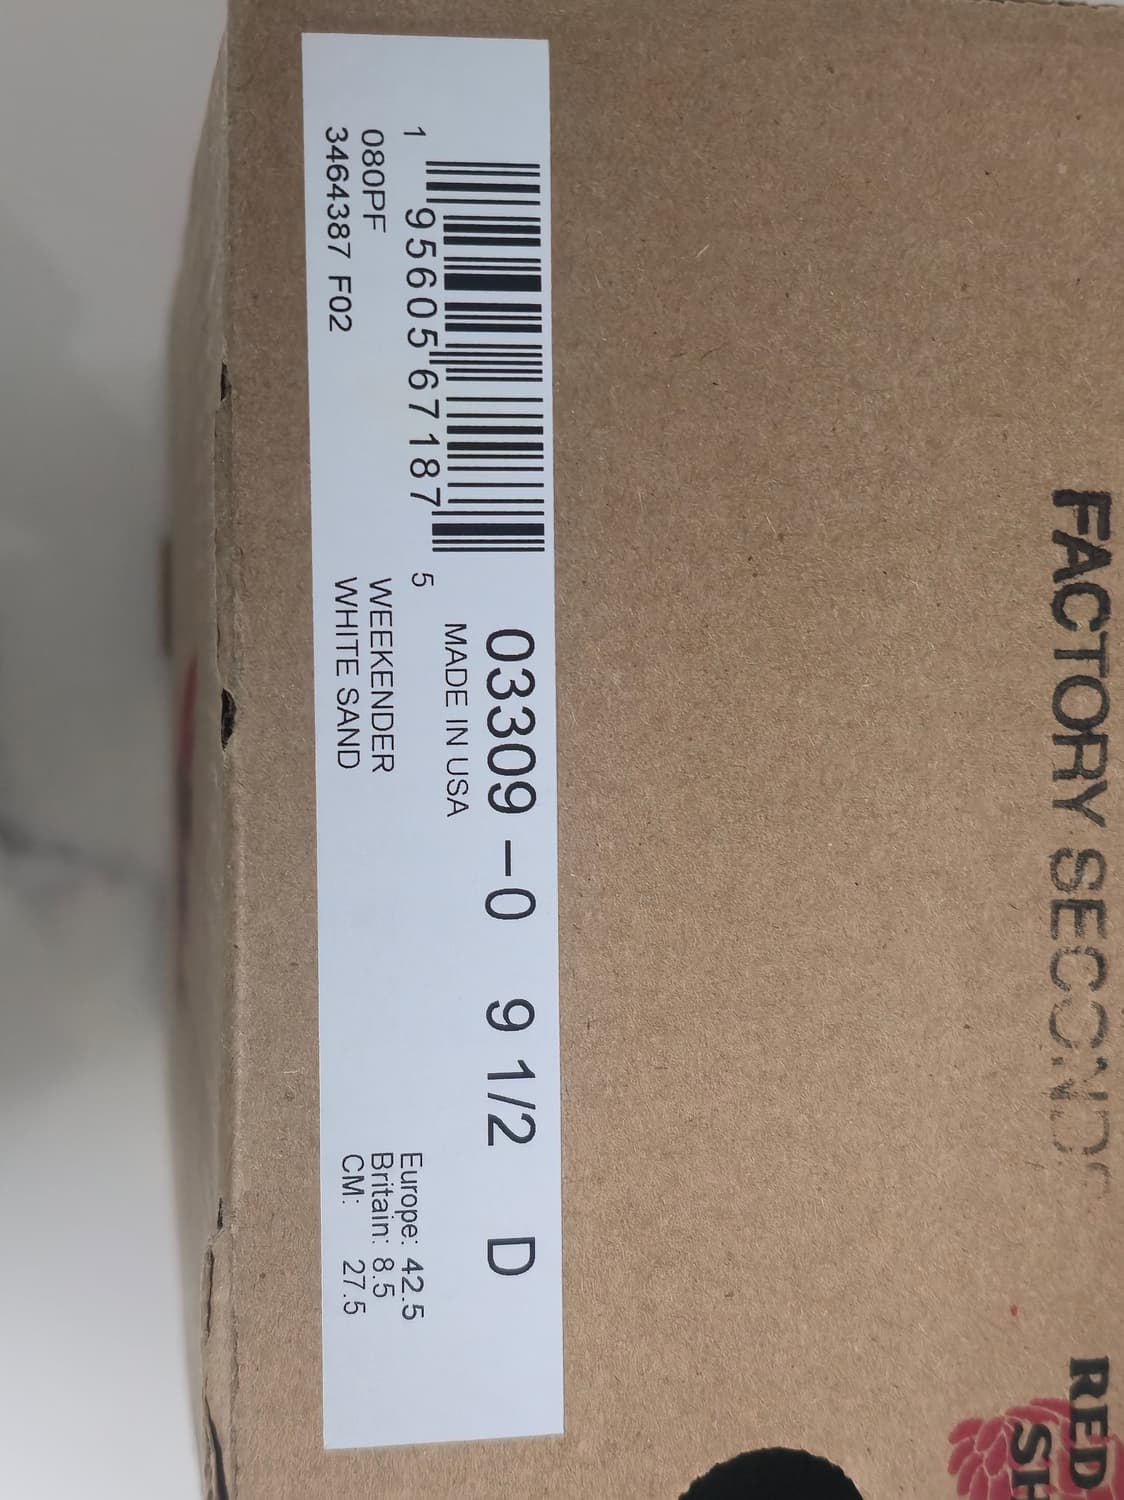 FACTORY SECONDS
RED
SH
03309 -0 9 1/2 D
MADE IN USA
1 95605 67187 5
080PF
3464387 F02
WEEKENDER
WHITE SAND
Europe: 42.5
Britain: 8.5
CM: 27.5